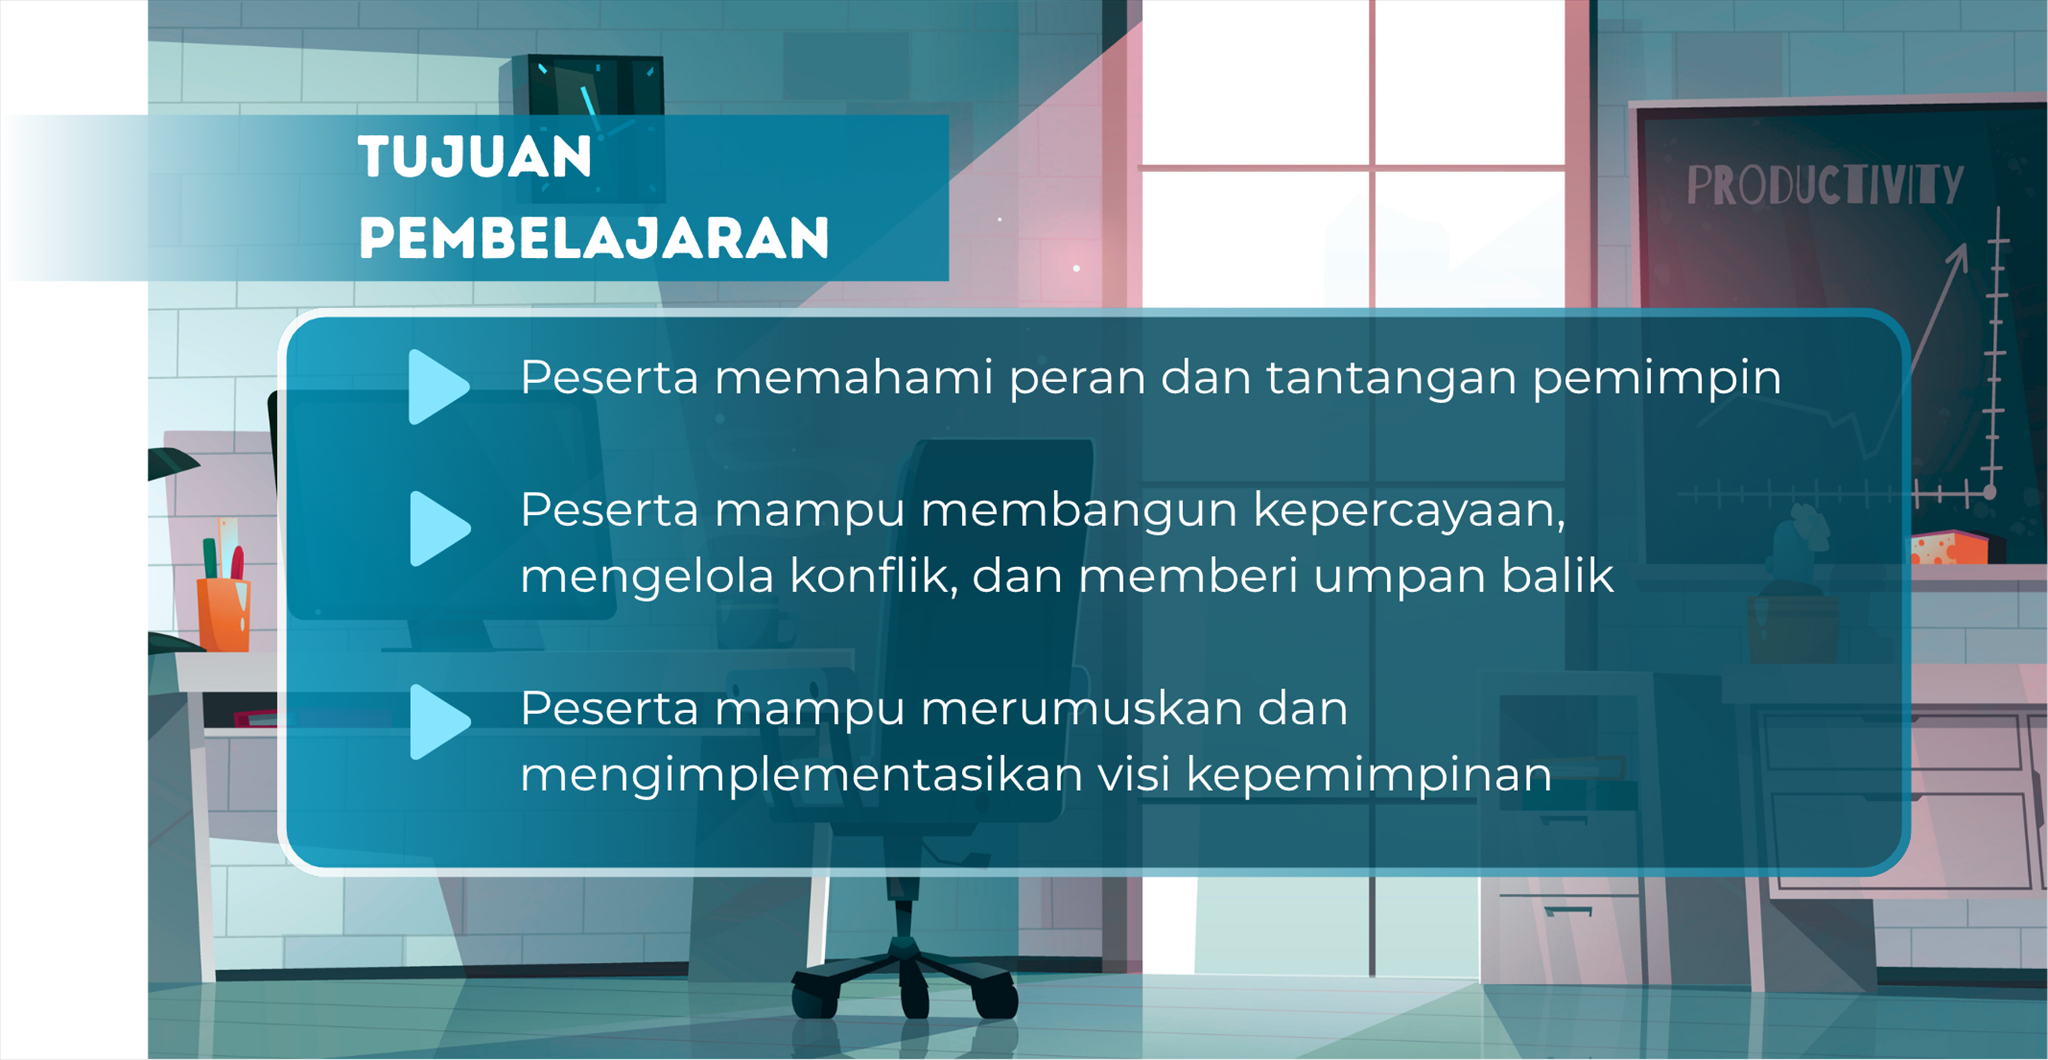 TUJUAN
PEMBELAJARAN
PRODUCTIVITY
Peserta memahami peran dan tantangan pemimpin
Peserta mampu membangun kepercayaan,
mengelola konflik, dan memberi umpan balik
Peserta mampu merumuskan dan
mengimplementasikan visi kepemimpinan